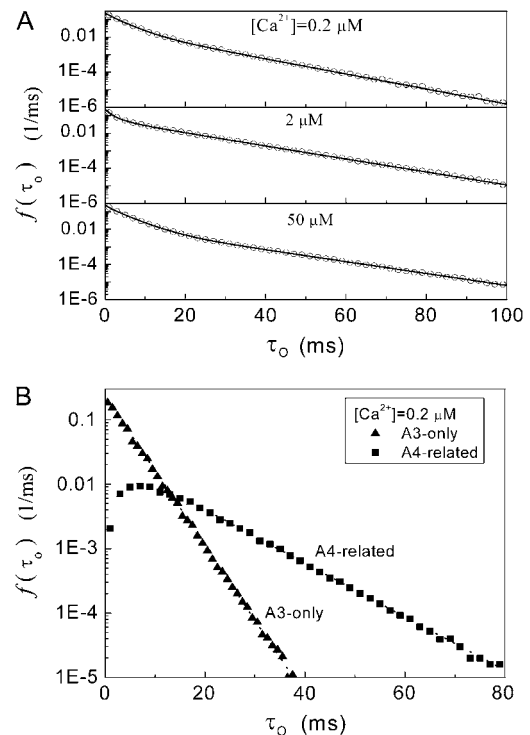 A
[Ca²⁺]=0.2 μM
0.01
1E-4
1E-6
2 μM
0.01
1E-4
1E-6
50 μM
0.01
1E-4
1E-6
f(τₒ) (1/ms)
0 20 40 60 80 100
τₒ (ms)
B
[Ca²⁺]=0.2 μM
A3-only
A4-related
0.1
0.01
1E-3
1E-4
1E-5
A4-related
A3-only
f(τₒ) (1/ms)
0 20 40 60 80
τₒ (ms)